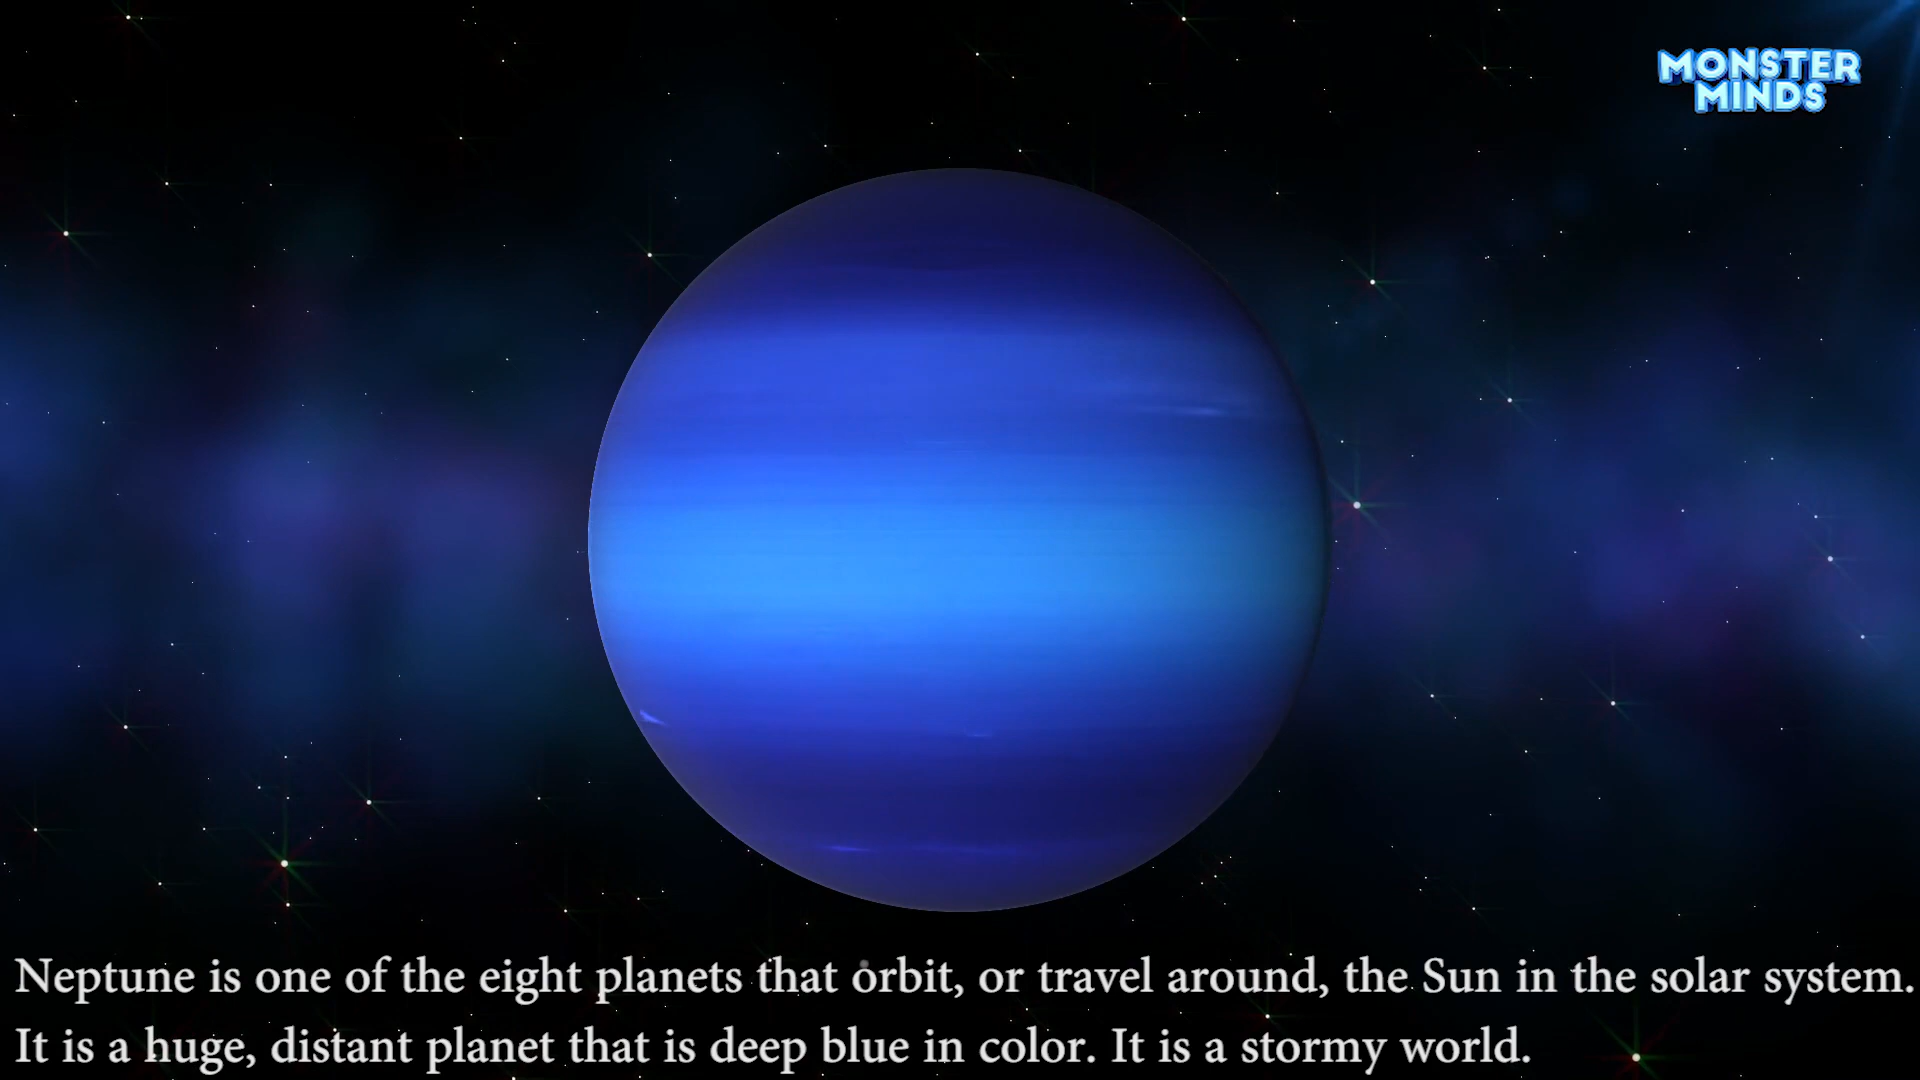 MONSTER
MINDS
Neptune is one of the eight planets that orbit, or travel around, the Sun in the solar system.
It is a huge, distant planet that is deep blue in color. It is a stormy world.